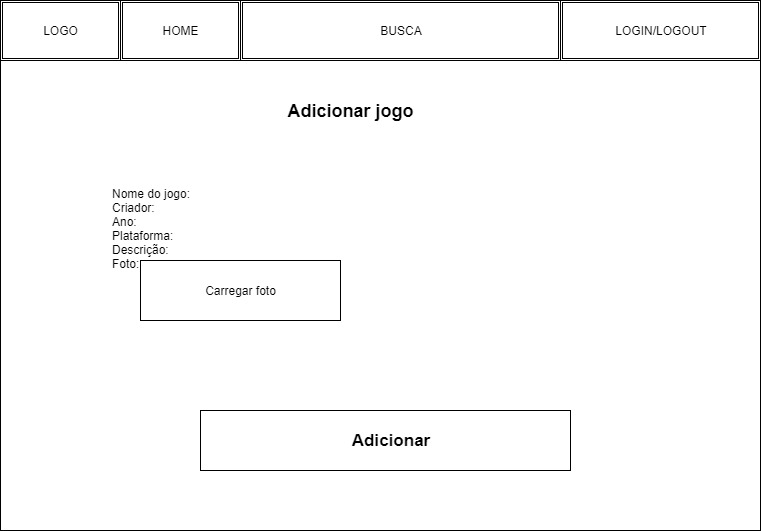 LOGO HOME BUSCA LOGIN/LOGOUT
Adicionar jogo
Nome do jogo:
Criador:
Ano:
Plataforma:
Descrição:
Foto:
Carregar foto
Adicionar